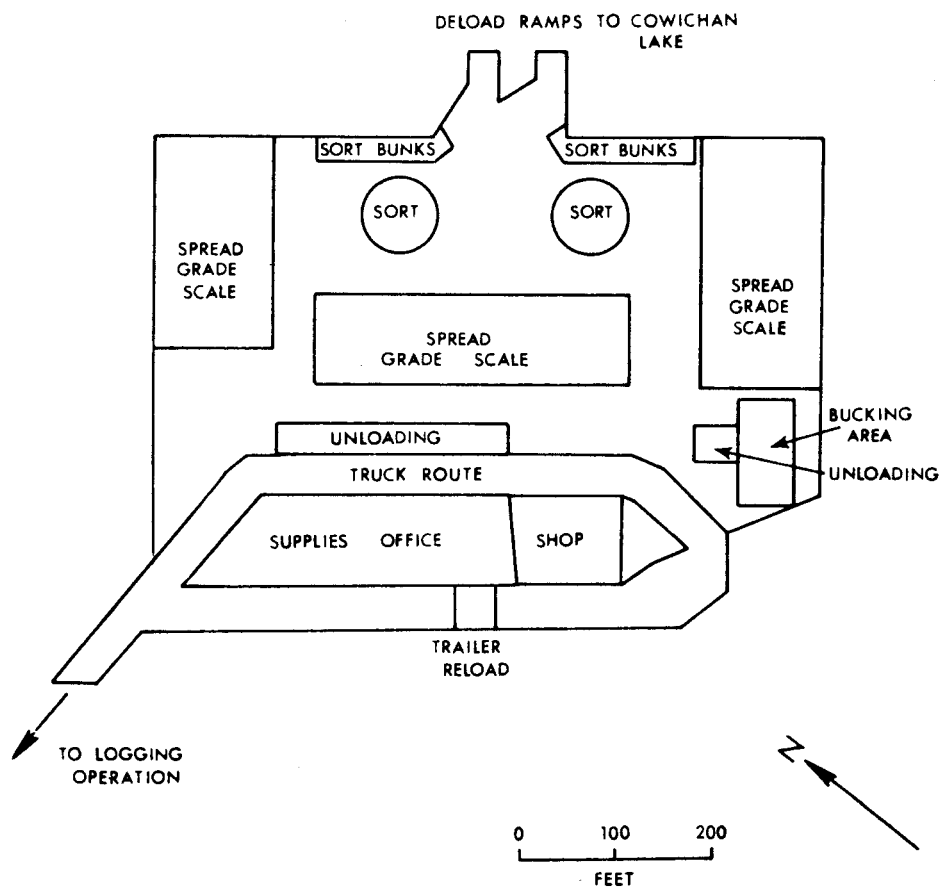 DELOAD RAMPS TO COWICHAN
LAKE
SORT BUNKS
SORT BUNKS
SORT
SORT
SPREAD
GRADE
SCALE
SPREAD
GRADE
SCALE
SPREAD
GRADE SCALE
BUCKING
AREA
UNLOADING
UNLOADING
TRUCK ROUTE
SUPPLIES OFFICE
SHOP
TRAILER
RELOAD
TO LOGGING
OPERATION
N
0 100 200
FEET